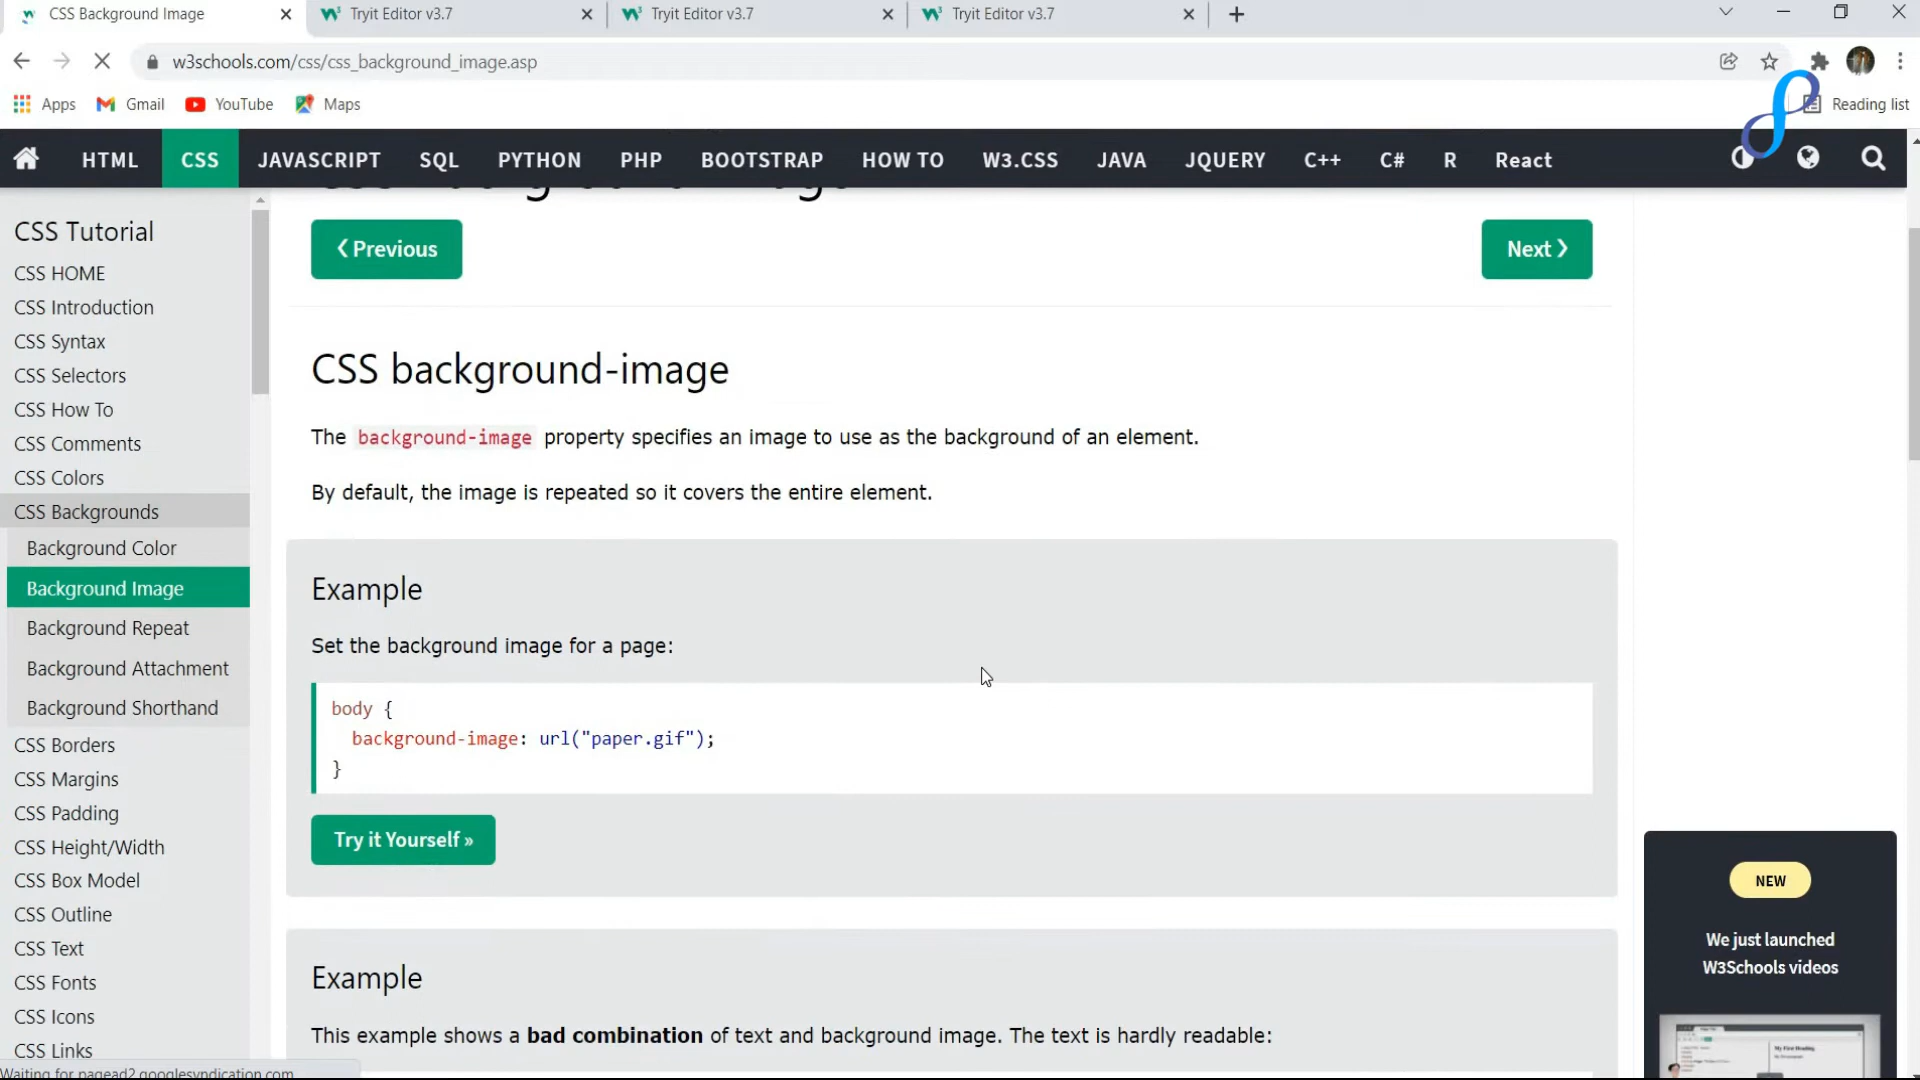 CSS Background Image
Tryit Editor v3.7
Tryit Editor v3.7
Tryit Editor v3.7
w3schools.com/css/css_background_image.asp
Apps
Gmail
YouTube
Maps
Reading list
HTML
CSS
JAVASCRIPT
SQL
PYTHON
PHP
BOOTSTRAP
HOW TO
W3.CSS
JAVA
JQUERY
C++
C#
R
React
CSS Tutorial
CSS HOME
CSS Introduction
CSS Syntax
CSS Selectors
CSS How To
CSS Comments
CSS Colors
CSS Backgrounds
Background Color
Background Image
Background Repeat
Background Attachment
Background Shorthand
CSS Borders
CSS Margins
CSS Padding
CSS Height/Width
CSS Box Model
CSS Outline
CSS Text
CSS Fonts
CSS Icons
CSS Links
Waiting for pagead2.googlesyndication.com
❮ Previous
Next ❯
CSS background-image
The background-image property specifies an image to use as the background of an element.
By default, the image is repeated so it covers the entire element.
Example
Set the background image for a page:
body {
background-image: url("paper.gif");
}
Try it Yourself »
Example
This example shows a bad combination of text and background image. The text is hardly readable:
NEW
We just launched
W3Schools videos